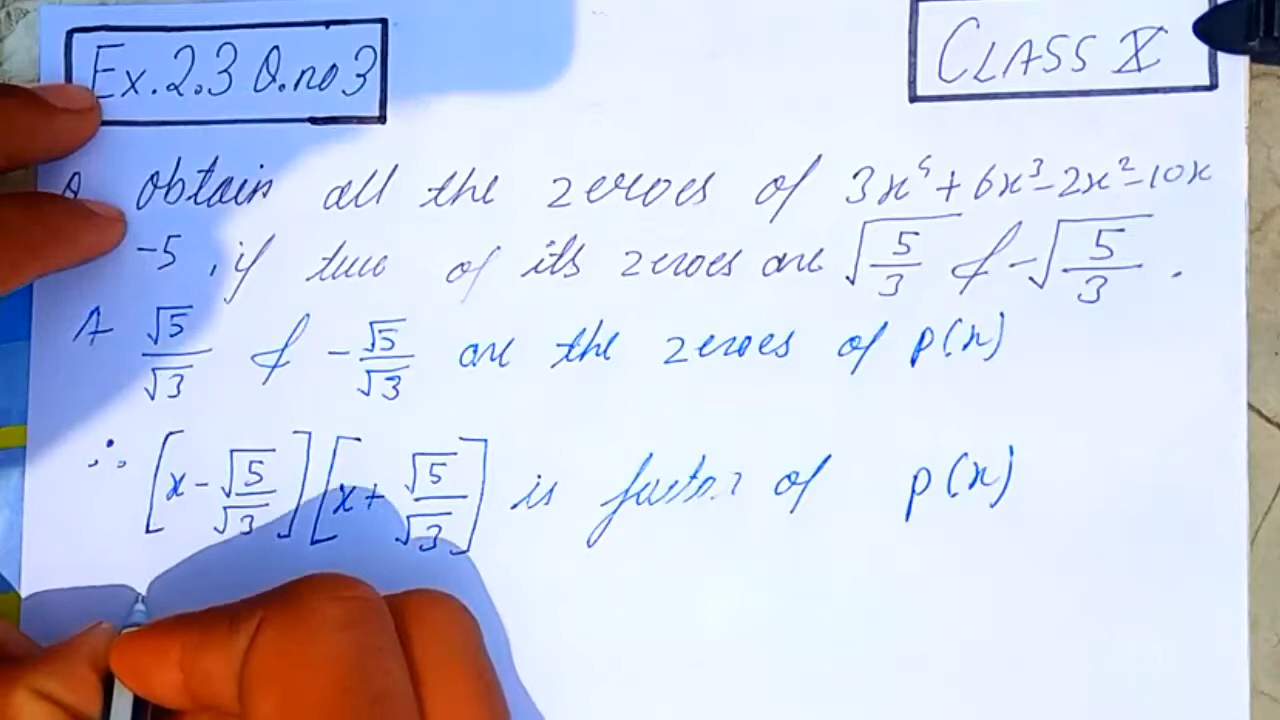 Ex. 2.3 Q.no 3
CLASS X
Q obtain all the zeroes of 3x⁴ + 6x³ - 2x² - 10x
-5, if two of its zeroes are √(5/3) & -√(5/3) .
A √5/√3 & -√5/√3 are the zeroes of p(x)
∴ [x - √5/√3] [x + √5/√3] is factor of p(x)